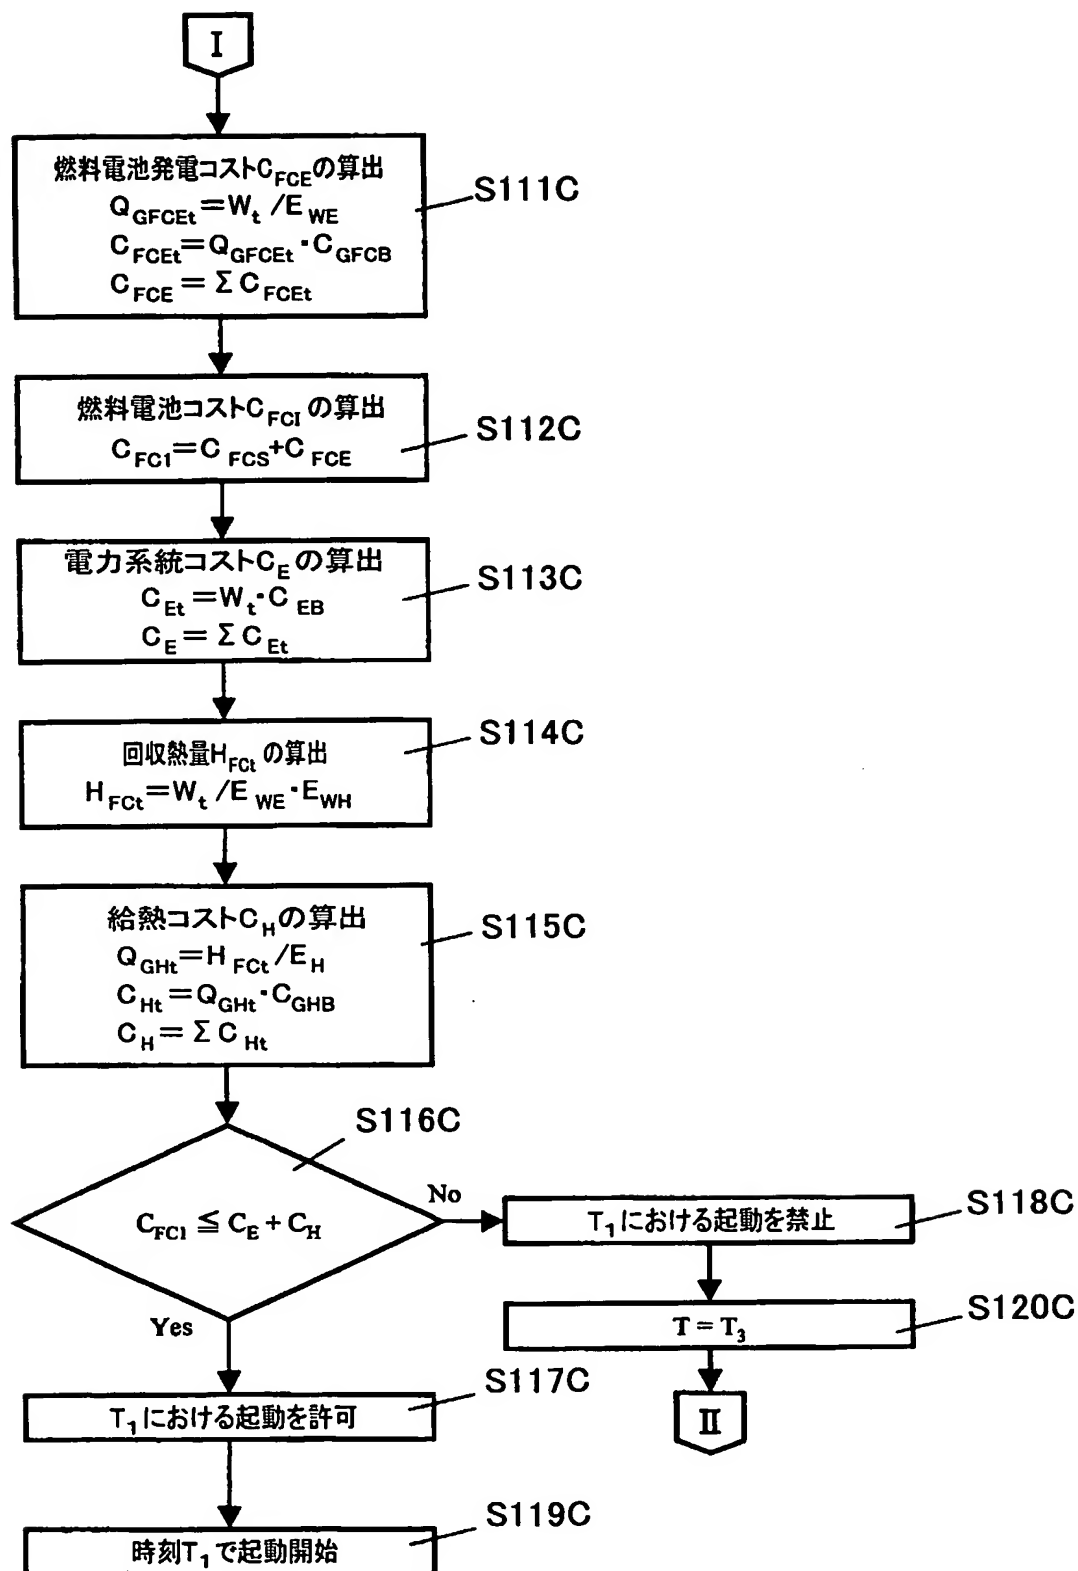 I
燃料電池発電コストC_FCEの算出
Q_GFCEt=W_t/E_WE
C_FCEt=Q_GFCEt・C_GFCB
C_FCE=ΣC_FCEt
S111C
燃料電池コストC_FCIの算出
C_FC1=C_FCS+C_FCE
S112C
電力系統コストC_Eの算出
C_Et=W_t・C_EB
C_E=ΣC_Et
S113C
回収熱量H_FCtの算出
H_FCt=W_t/E_WE・E_WH
S114C
給熱コストC_Hの算出
Q_GHt=H_FCt/E_H
C_Ht=Q_GHt・C_GHB
C_H=ΣC_Ht
S115C
S116C
C_FC1≦C_E+C_H
No
Yes
T_1における起動を禁止
S118C
T=T_3
S120C
II
T_1における起動を許可
S117C
時刻T_1で起動開始
S119C